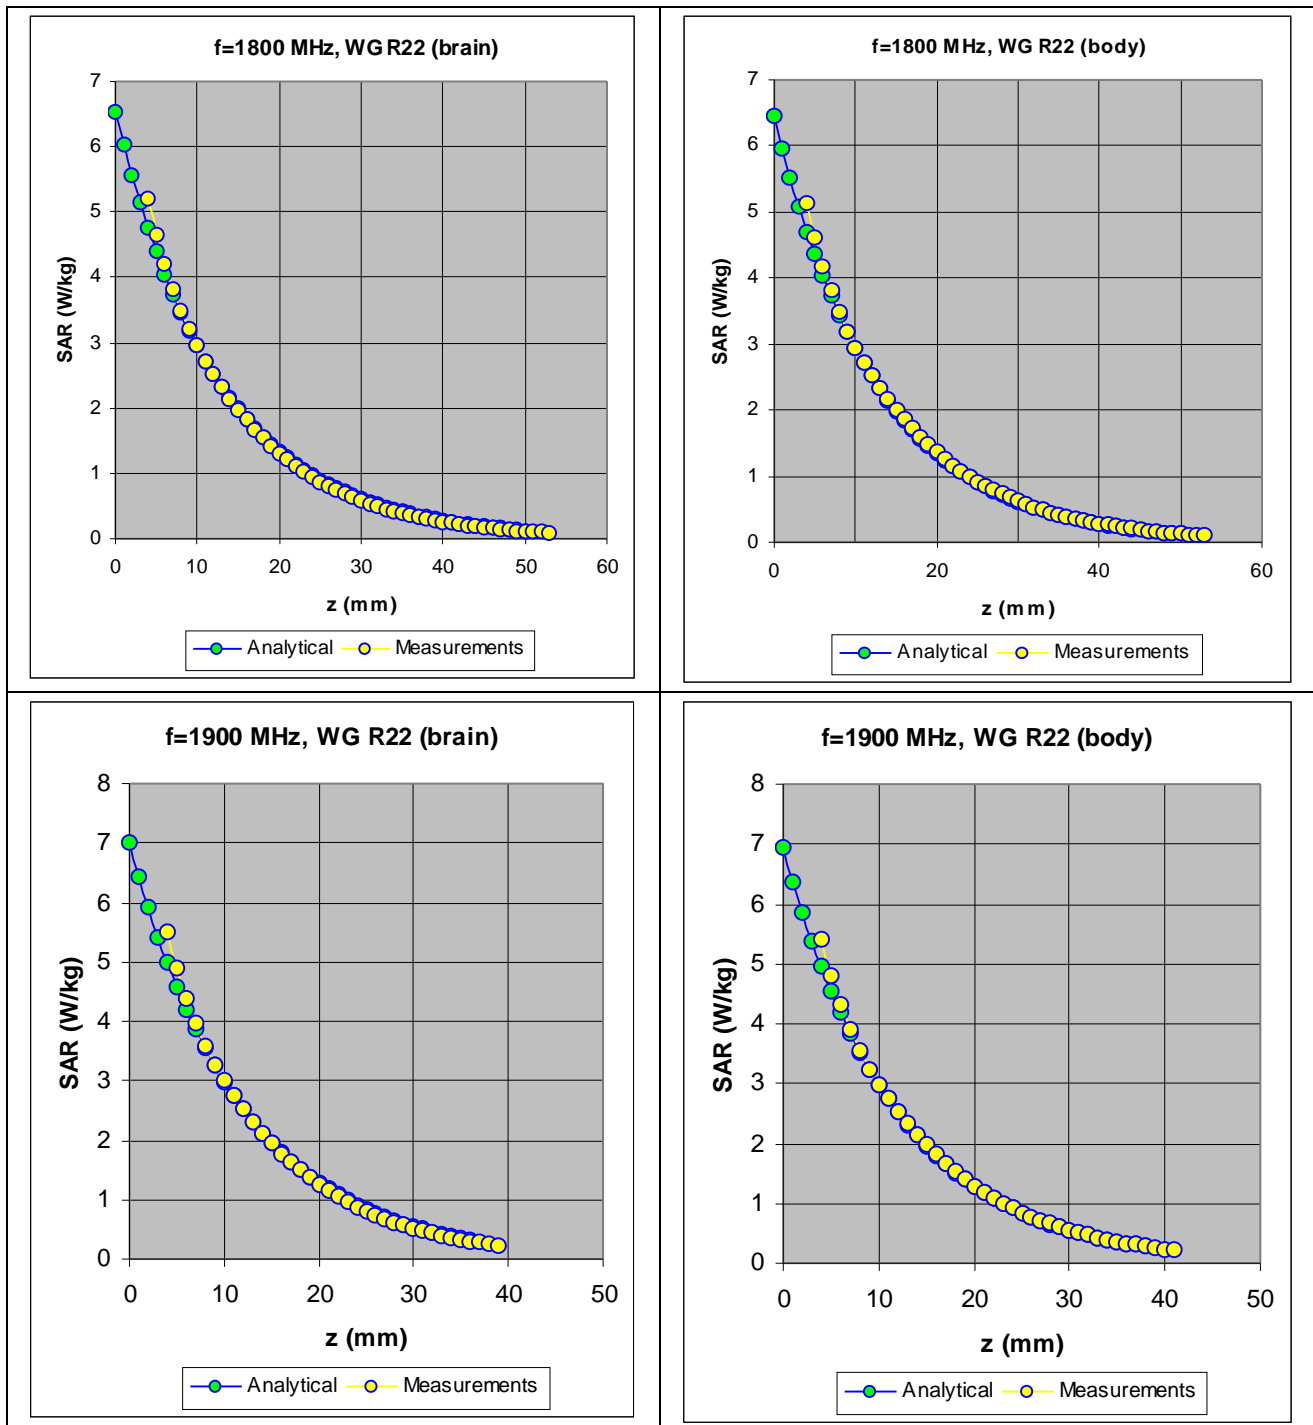 f=1800 MHz, WG R22 (brain)
7
6
5
4
3
2
1
0
SAR (W/kg)
0 10 20 30 40 50 60
z (mm)
Analytical Measurements
f=1800 MHz, WG R22 (body)
7
6
5
4
3
2
1
0
SAR (W/kg)
0 20 40 60
z (mm)
Analytical Measurements
f=1900 MHz, WG R22 (brain)
8
7
6
5
4
3
2
1
0
SAR (W/kg)
0 10 20 30 40 50
z (mm)
Analytical Measurements
f=1900 MHz, WG R22 (body)
8
7
6
5
4
3
2
1
0
SAR (W/kg)
0 10 20 30 40 50
z (mm)
Analytical Measurements